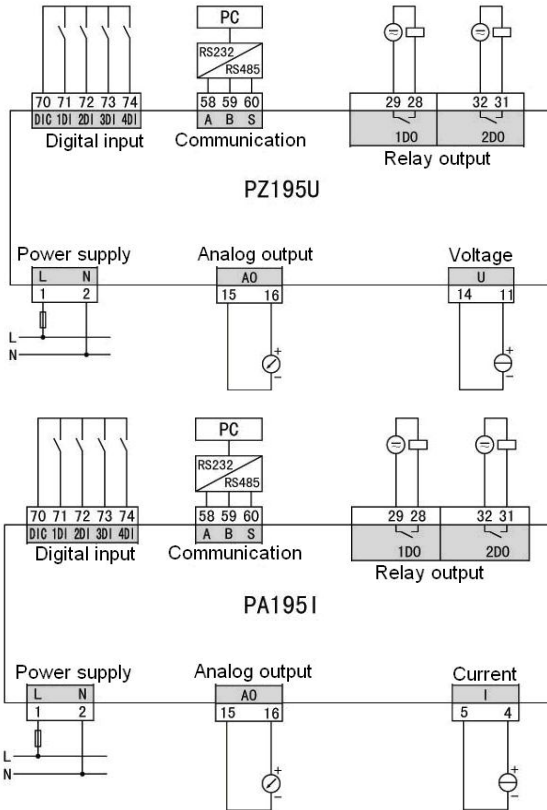 PC
RS232
RS485
70 71 72 73 74 58 59 60 29 28 32 31
DIC 1DI 2DI 3DI 4DI A B S 1DO 2DO
Digital input Communication Relay output
PZ195U
Power supply Analog output Voltage
L N AO U
1 2 15 16 14 11
+ +
L
N
- -
PC
RS232
RS485
70 71 72 73 74 58 59 60 29 28 32 31
DIC 1DI 2DI 3DI 4DI A B S 1DO 2DO
Digital input Communication Relay output
PA195I
Power supply Analog output Current
L N AO I
1 2 15 16 5 4
L
+ +
N
- -